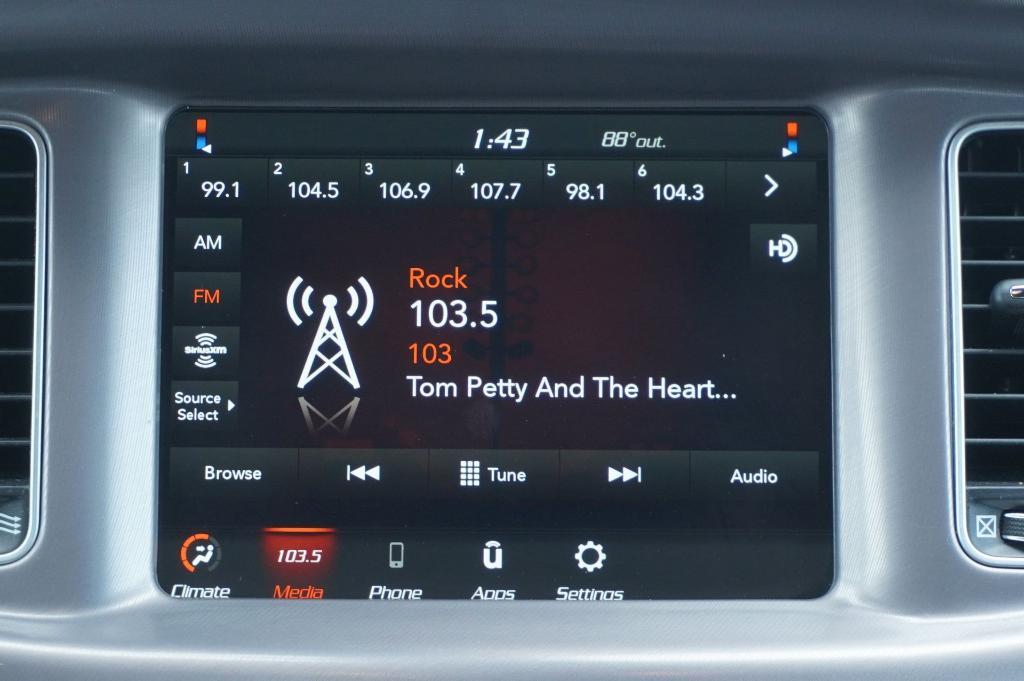 1:43 88°out.
1 2 3 4 5 6
99.1 104.5 106.9 107.7 98.1 104.3
AM
HD
Rock
FM
103.5
103
SiriusXM
Tom Petty And The Heart...
Source
Select
Browse Tune Audio
103.5 ū
Climate Media Phone Apps Settings